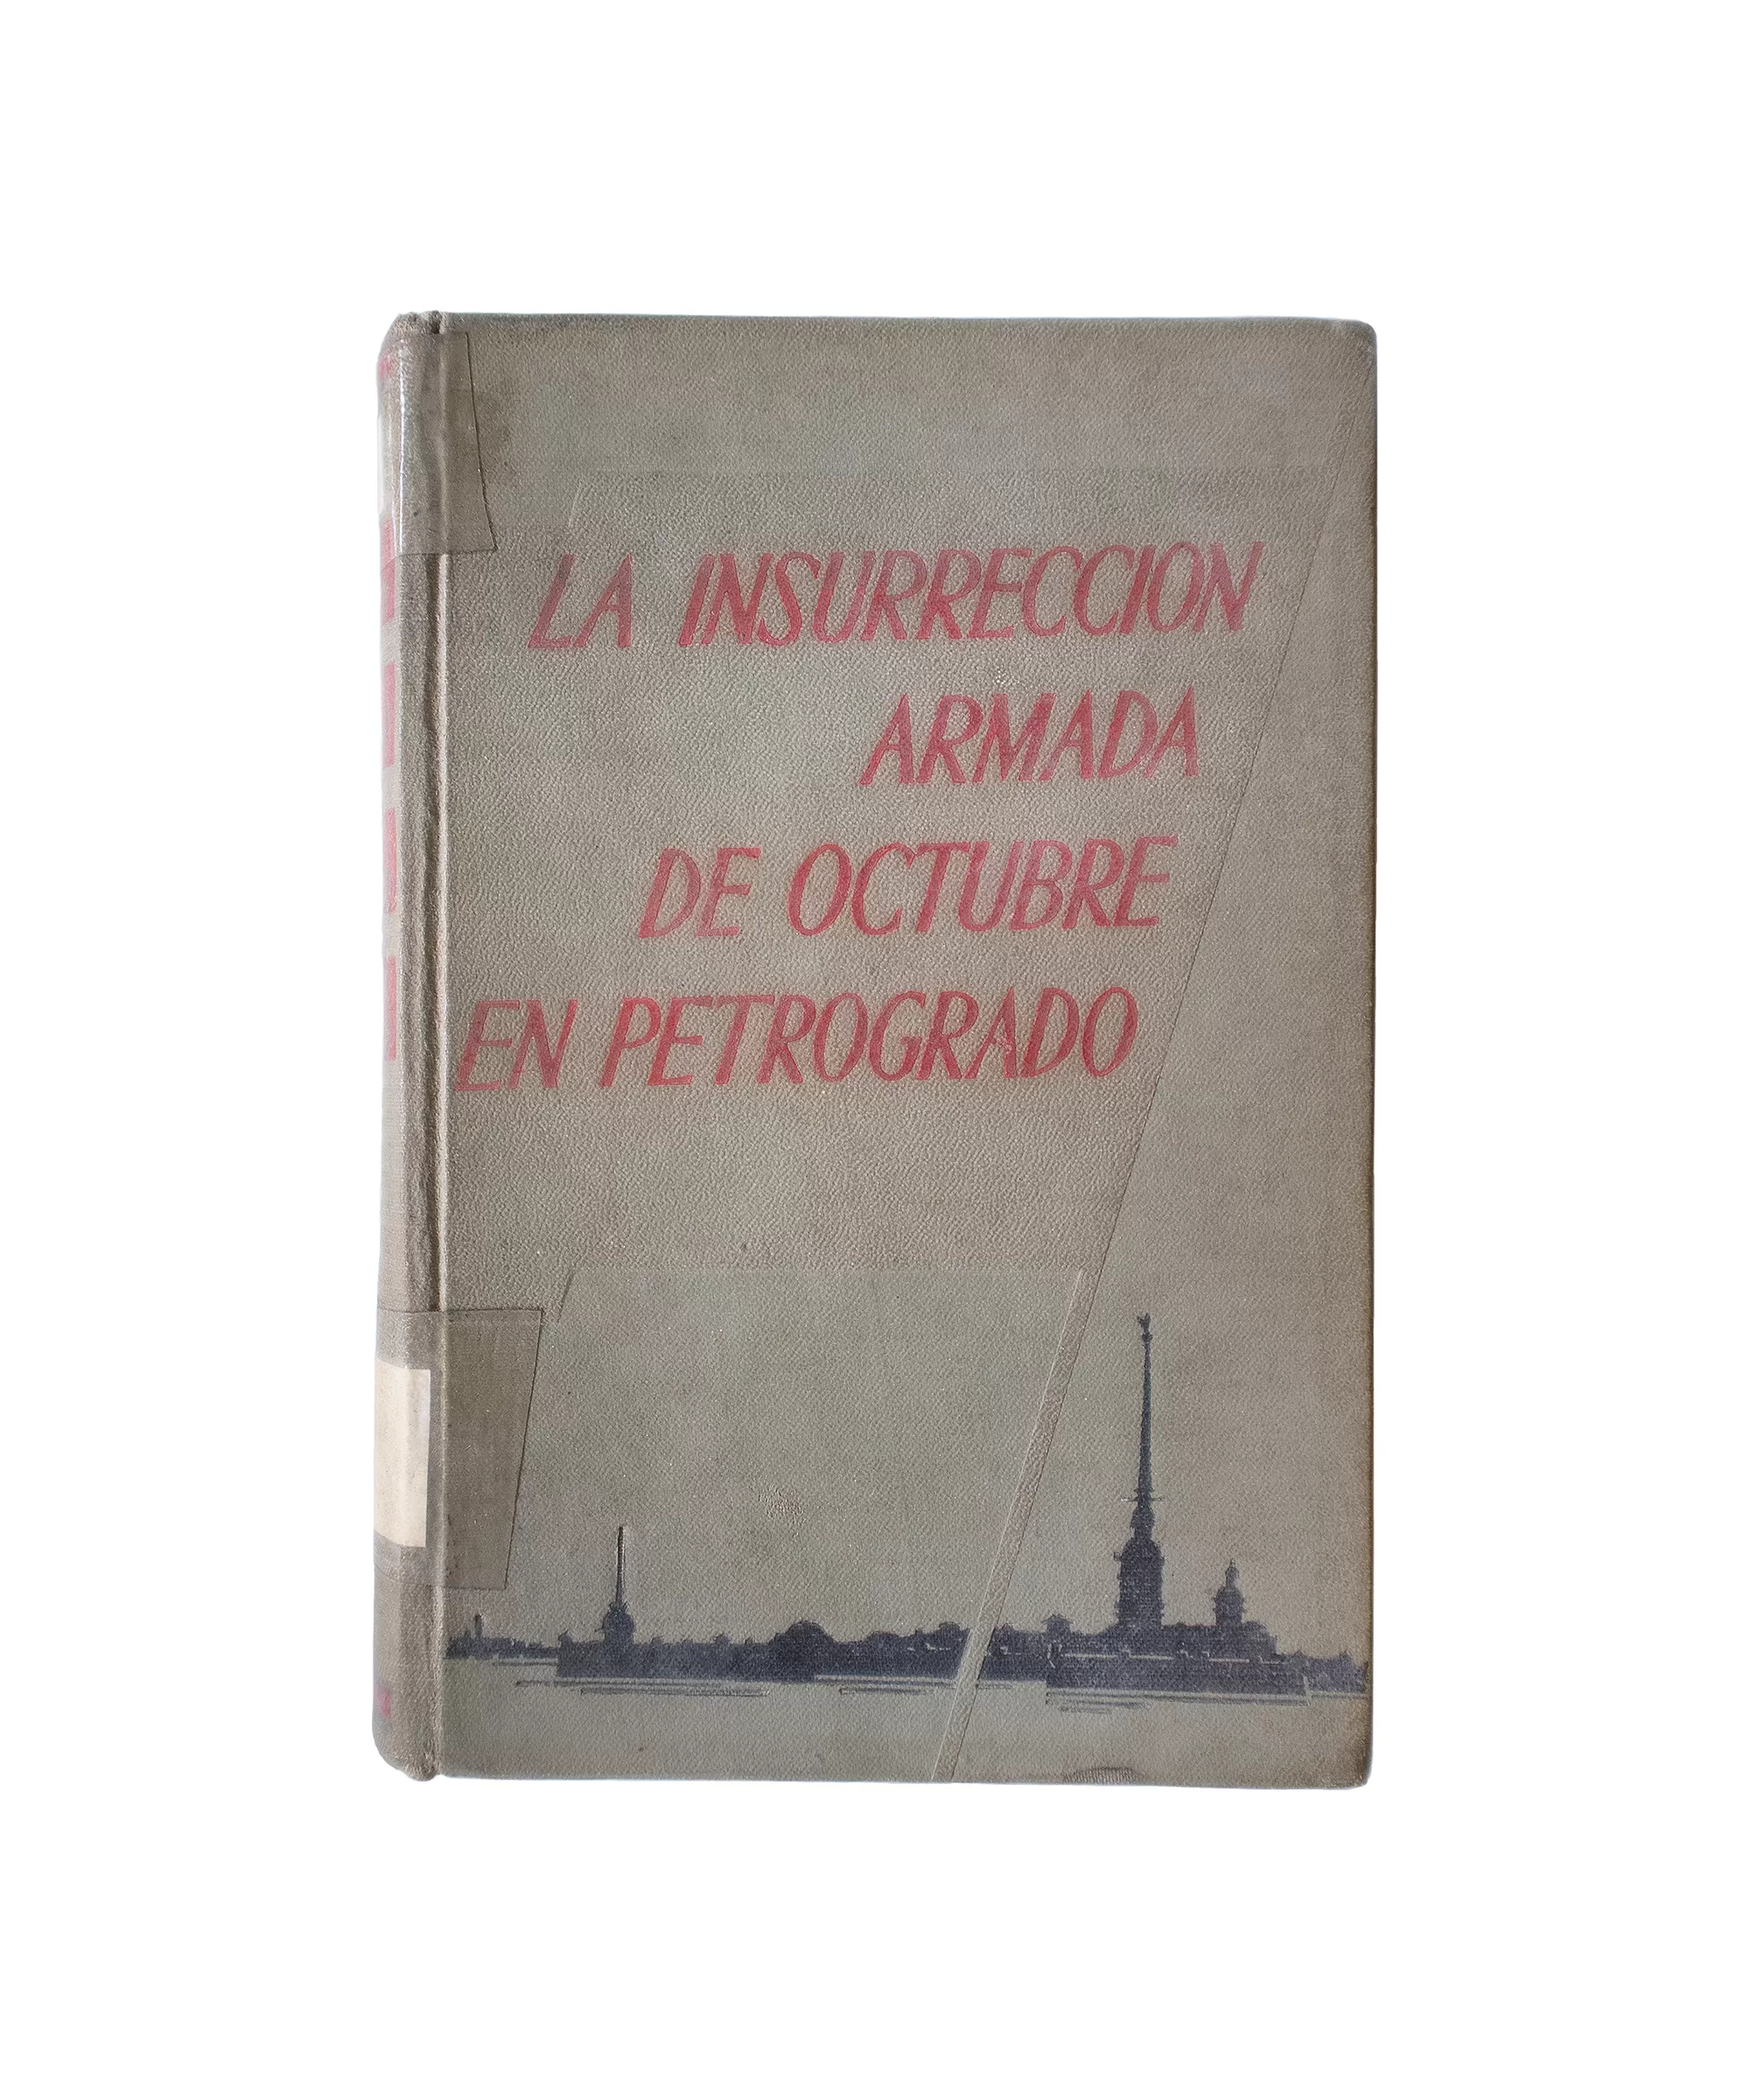 LA INSURRECCION
ARMADA
DE OCTUBRE
EN PETROGRADO